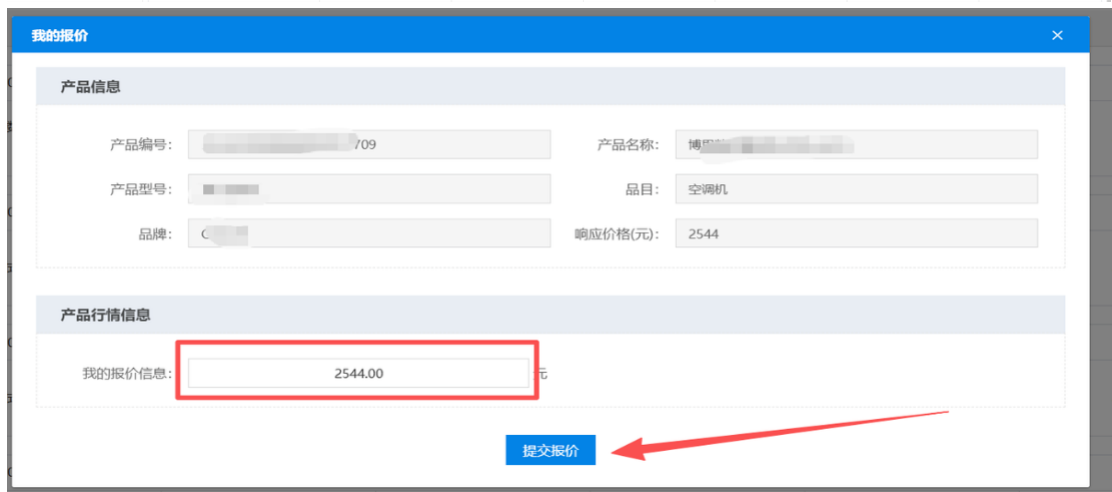 我的报价
产品信息
产品编号: 709 产品名称: 博
产品型号: 品目: 空调机
品牌: 响应价格(元): 2544
产品行情信息
我的报价信息: 2544.00 元
提交报价